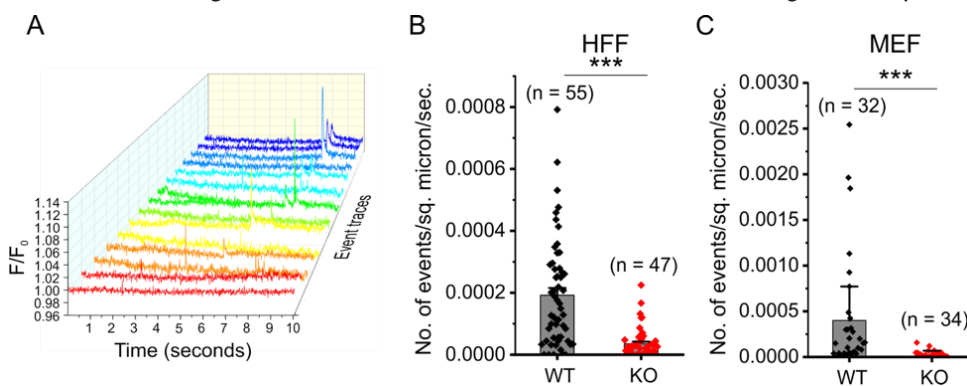 A
F/F0
1.14
1.12
1.10
1.08
1.06
1.04
1.02
1.00
0.98
0.96
1 2 3 4 5 6 7 8 9 10
Time (seconds)
Event traces
B
HFF
***
(n = 55)
(n = 47)
No. of events/sq. micron/sec.
0.0008
0.0006
0.0004
0.0002
0.0000
WT KO
C
MEF
***
(n = 32)
(n = 34)
No. of events/sq. micron/sec.
0.0030
0.0025
0.0020
0.0015
0.0010
0.0005
0.0000
WT KO